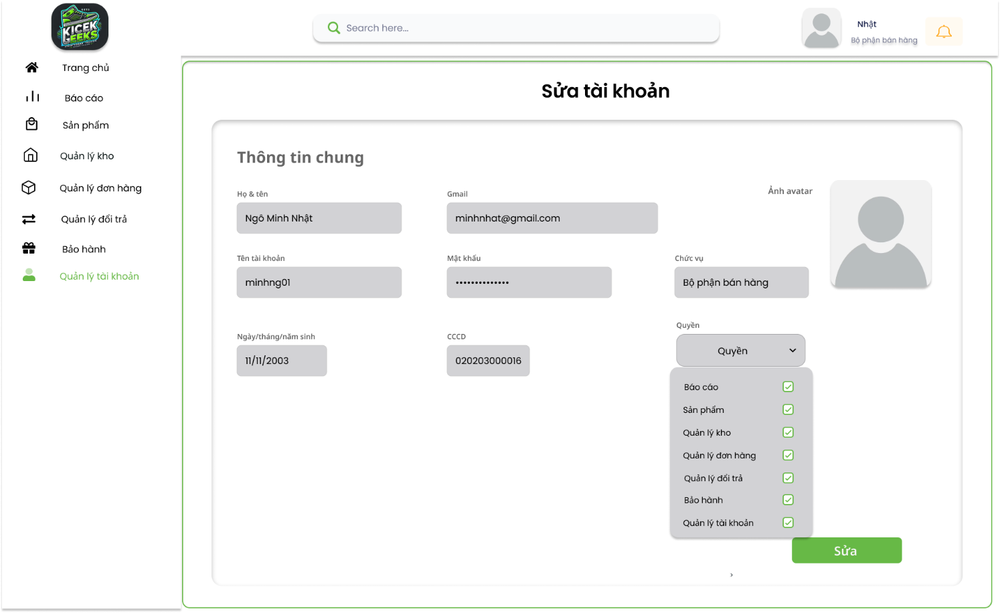 KICEK
GEEKS
Search here...
Nhật
Bộ phận bán hàng
Trang chủ
Báo cáo
Sản phẩm
Quản lý kho
Quản lý đơn hàng
Quản lý đổi trả
Bảo hành
Quản lý tài khoản
Sửa tài khoản
Thông tin chung
Họ & tên
Gmail
Ảnh avatar
Ngô Minh Nhật
minhnhat@gmail.com
Tên tài khoản
Mật khẩu
Chức vụ
minhng01
••••••••••••••
Bộ phận bán hàng
Ngày/tháng/năm sinh
CCCD
Quyền
11/11/2003
020203000016
Quyền
Báo cáo
Sản phẩm
Quản lý kho
Quản lý đơn hàng
Quản lý đổi trả
Bảo hành
Quản lý tài khoản
Sửa